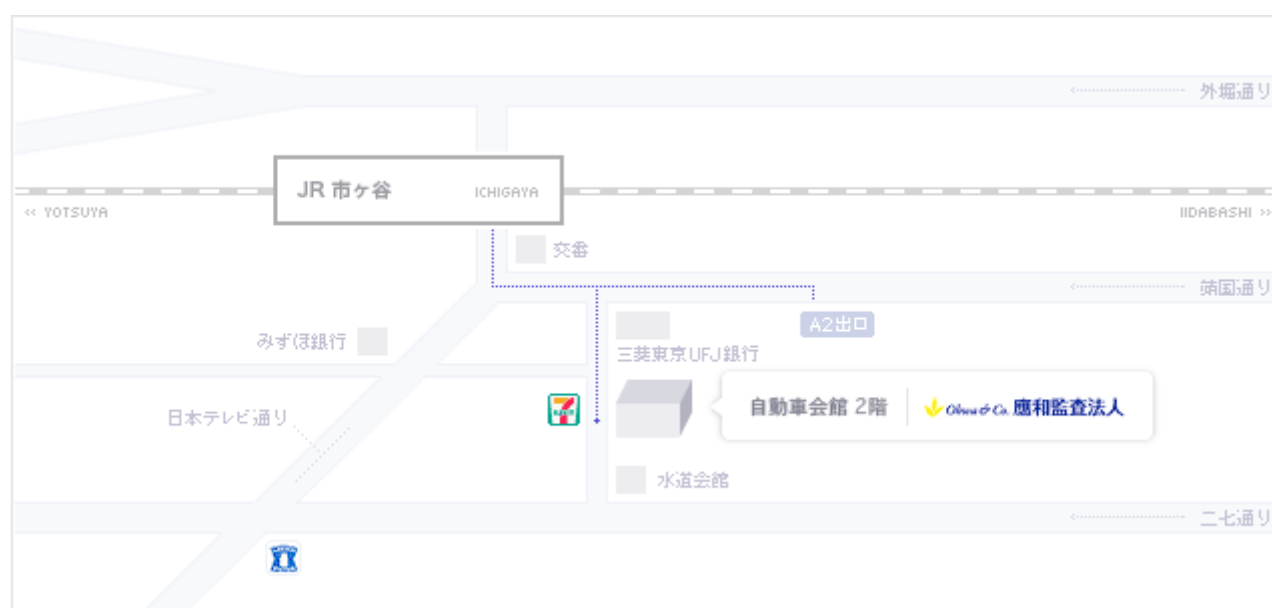 外堀通り
JR 市ヶ谷 ICHIGAYA
<< YOTSUYA
IIDABASHI >>
交番
靖国通り
A2出口
みずほ銀行
三菱東京UFJ銀行
日本テレビ通り
自動車会館 2階
Ohwa & Co. 應和監査法人
水道会館
二七通り